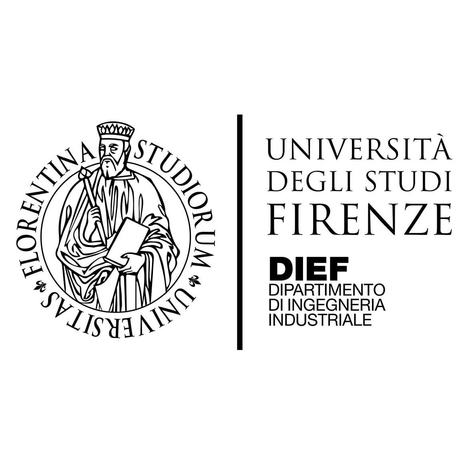 FLORENTINA STUDIORUM UNIVERSITAS
UNIVERSITÀ
DEGLI STUDI
FIRENZE
DIEF
DIPARTIMENTO
DI INGEGNERIA
INDUSTRIALE